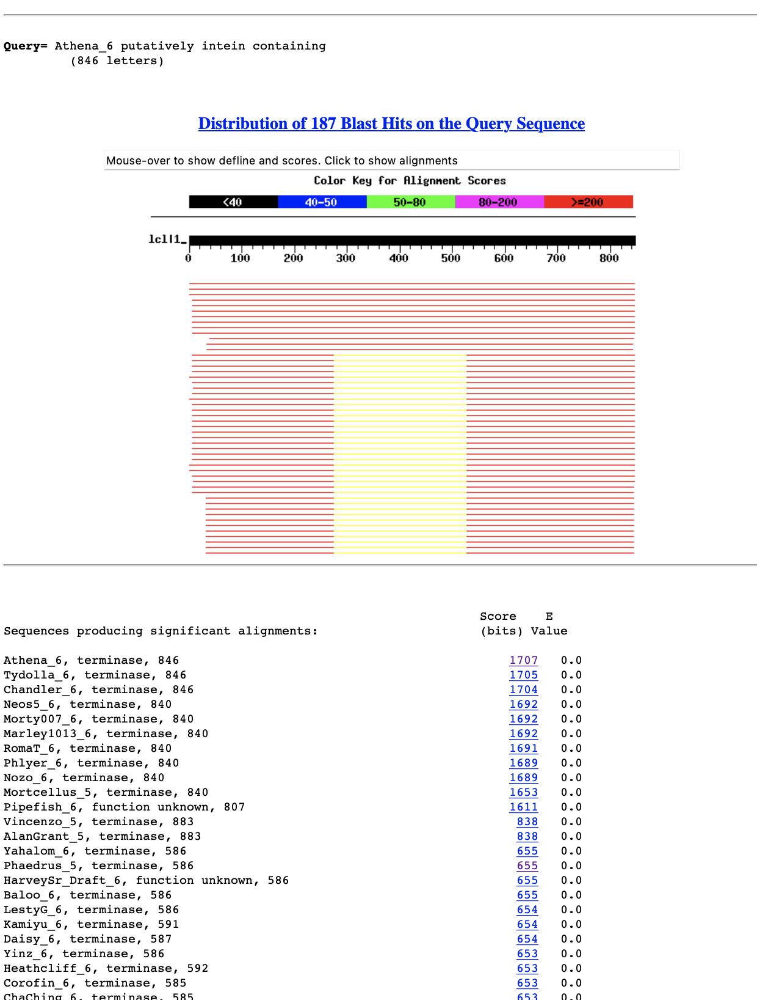 Query= Athena_6 putatively intein containing
(846 letters)
Distribution of 187 Blast Hits on the Query Sequence
Mouse-over to show defline and scores. Click to show alignments
Color Key for Alignment Scores
<40 40-50 50-80 80-200 >=200
lcl|1_
0 100 200 300 400 500 600 700 800
Score E
Sequences producing significant alignments: (bits) Value
Athena_6, terminase, 846 1707 0.0
Tydolla_6, terminase, 846 1705 0.0
Chandler_6, terminase, 846 1704 0.0
Neos5_6, terminase, 840 1692 0.0
Morty007_6, terminase, 840 1692 0.0
Marley1013_6, terminase, 840 1692 0.0
RomaT_6, terminase, 840 1691 0.0
Phlyer_6, terminase, 840 1689 0.0
Nozo_6, terminase, 840 1689 0.0
Mortcellus_5, terminase, 840 1653 0.0
Pipefish_6, function unknown, 807 1611 0.0
Vincenzo_5, terminase, 883 838 0.0
AlanGrant_5, terminase, 883 838 0.0
Yahalom_6, terminase, 586 655 0.0
Phaedrus_5, terminase, 586 655 0.0
HarveySr_Draft_6, function unknown, 586 655 0.0
Baloo_6, terminase, 586 655 0.0
LestyG_6, terminase, 586 654 0.0
Kamiyu_6, terminase, 591 654 0.0
Daisy_6, terminase, 587 654 0.0
Yinz_6, terminase, 586 653 0.0
Heathcliff_6, terminase, 592 653 0.0
Corofin_6, terminase, 585 653 0.0
ChaChing_6, terminase, 585 653 0.0